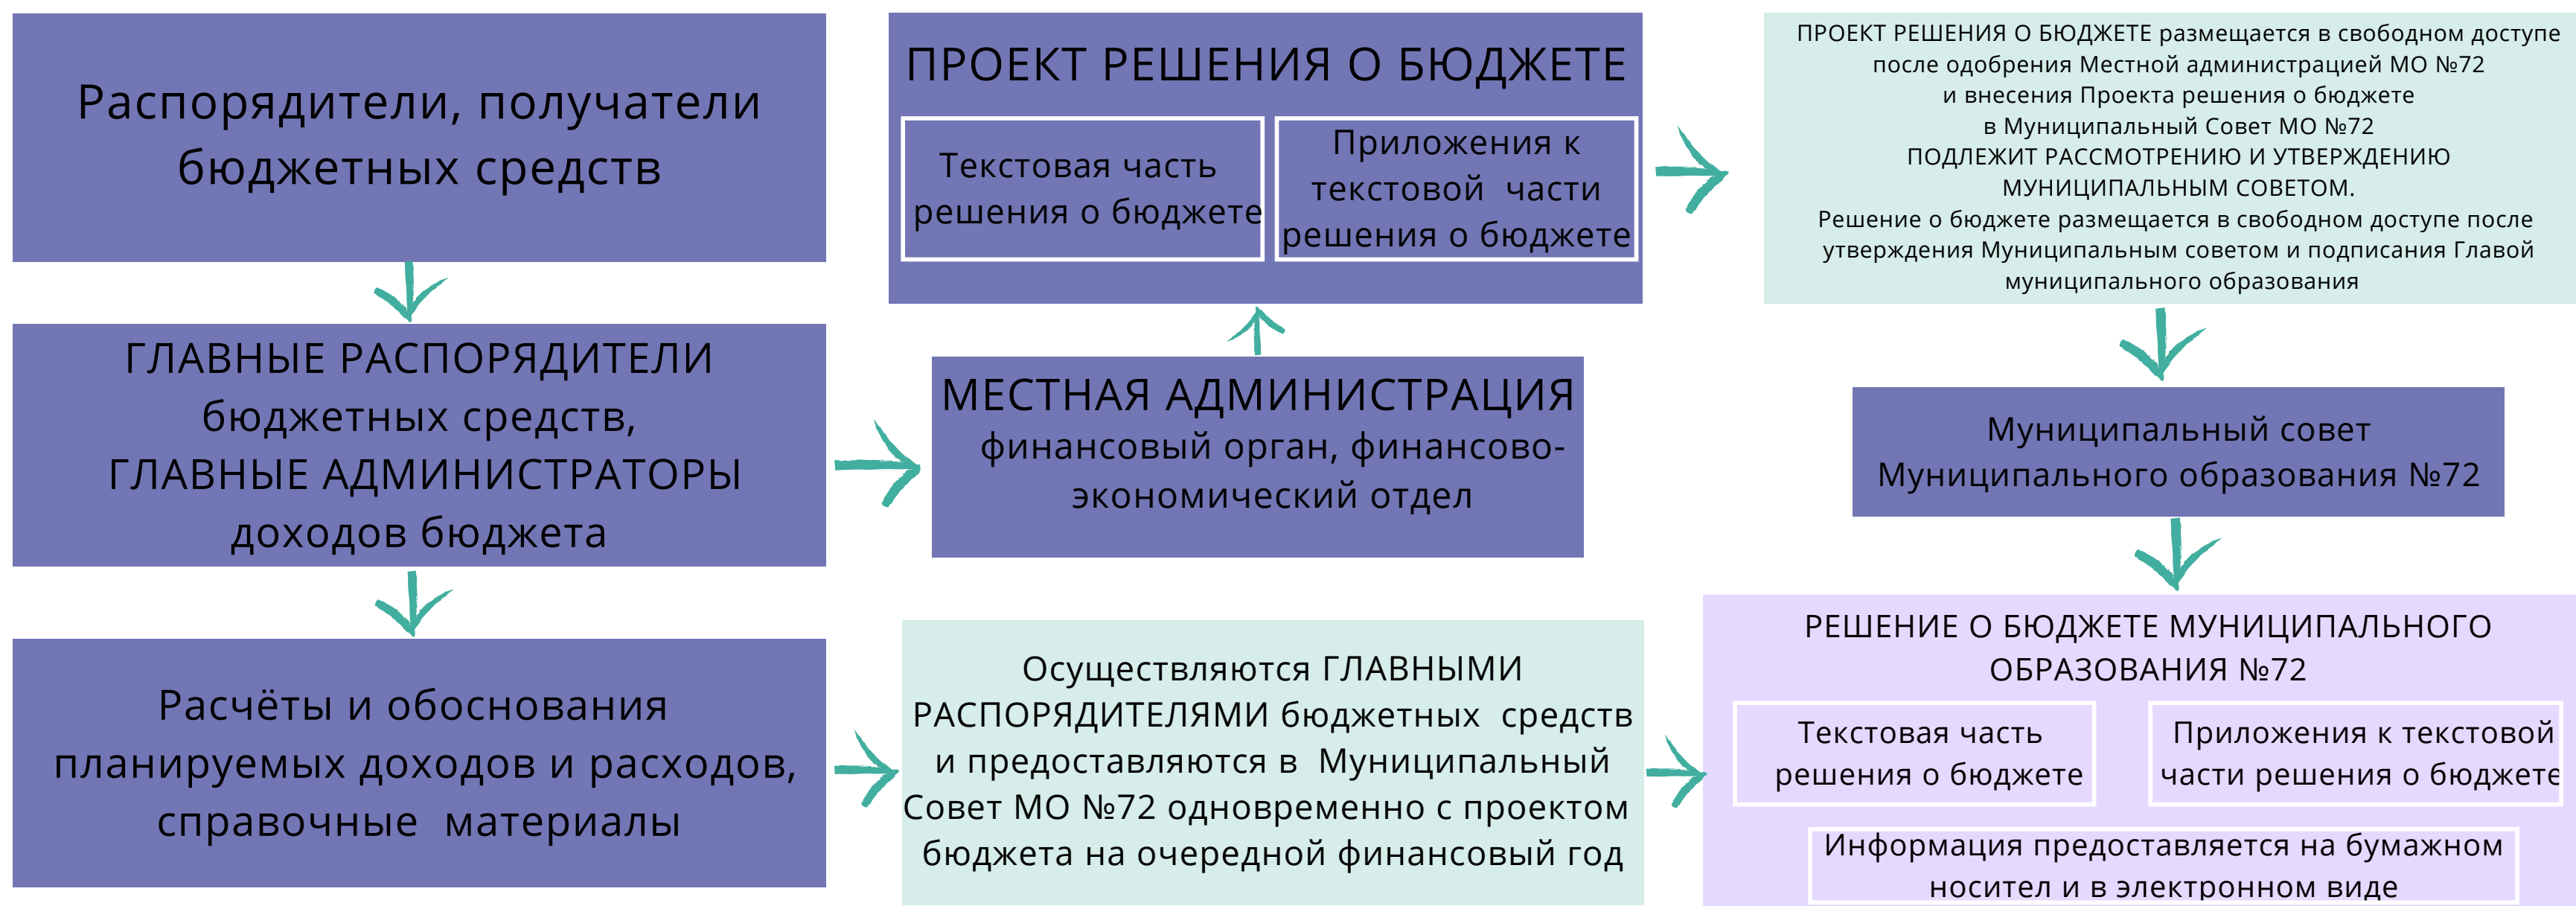 Распорядители, получатели
бюджетных средств
ГЛАВНЫЕ РАСПОРЯДИТЕЛИ
бюджетных средств,
ГЛАВНЫЕ АДМИНИСТРАТОРЫ
доходов бюджета
Расчёты и обоснования
планируемых доходов и расходов,
справочные материалы
ПРОЕКТ РЕШЕНИЯ О БЮДЖЕТЕ
Текстовая часть
решения о бюджете
Приложения к
текстовой части
решения о бюджете
МЕСТНАЯ АДМИНИСТРАЦИЯ
финансовый орган, финансово-
экономический отдел
Осуществляются ГЛАВНЫМИ
РАСПОРЯДИТЕЛЯМИ бюджетных средств
и предоставляются в Муниципальный
Совет МО №72 одновременно с проектом
бюджета на очередной финансовый год
ПРОЕКТ РЕШЕНИЯ О БЮДЖЕТЕ размещается в свободном доступе
после одобрения Местной администрацией МО №72
и внесения Проекта решения о бюджете
в Муниципальный Совет МО №72
ПОДЛЕЖИТ РАССМОТРЕНИЮ И УТВЕРЖДЕНИЮ
МУНИЦИПАЛЬНЫМ СОВЕТОМ.
Решение о бюджете размещается в свободном доступе после
утверждения Муниципальным советом и подписания Главой
муниципального образования
Муниципальный совет
Муниципального образования №72
РЕШЕНИЕ О БЮДЖЕТЕ МУНИЦИПАЛЬНОГО
ОБРАЗОВАНИЯ №72
Текстовая часть
решения о бюджете
Приложения к текстовой
части решения о бюджете
Информация предоставляется на бумажном
носител и в электронном виде